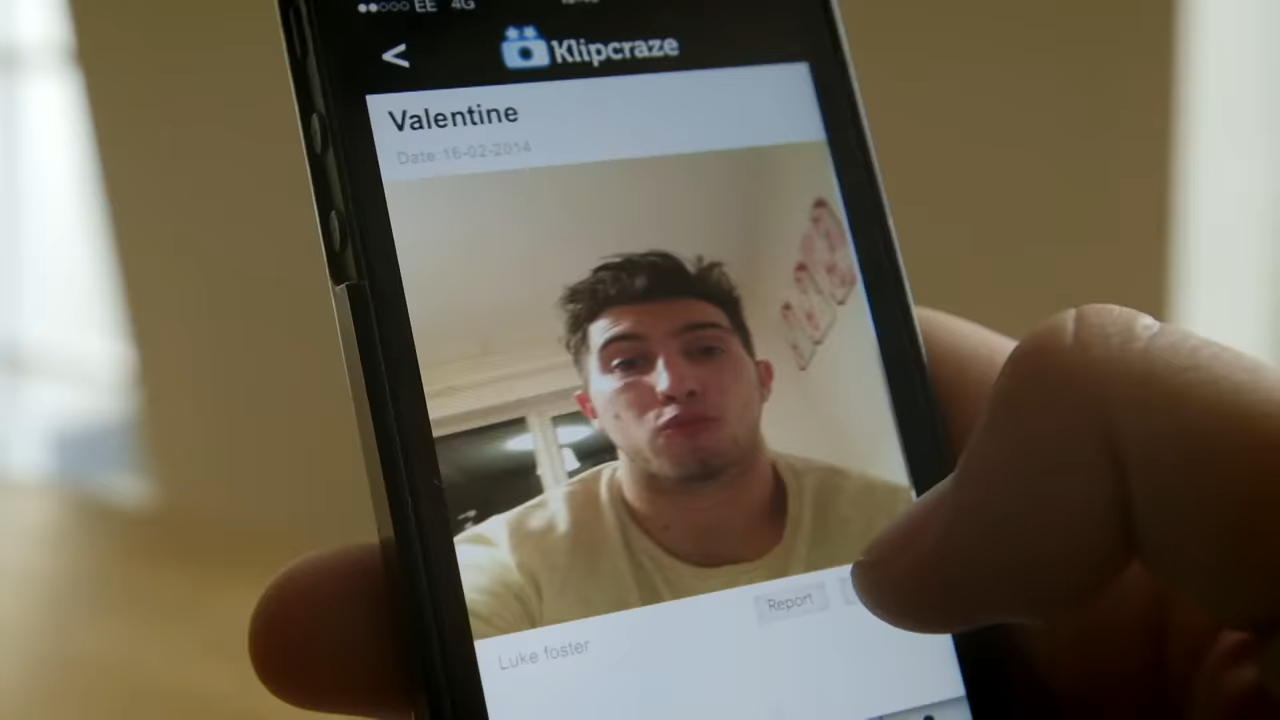 EE 4G
< Klipcraze
Valentine
Date:16-02-2014
Report
Luke foster